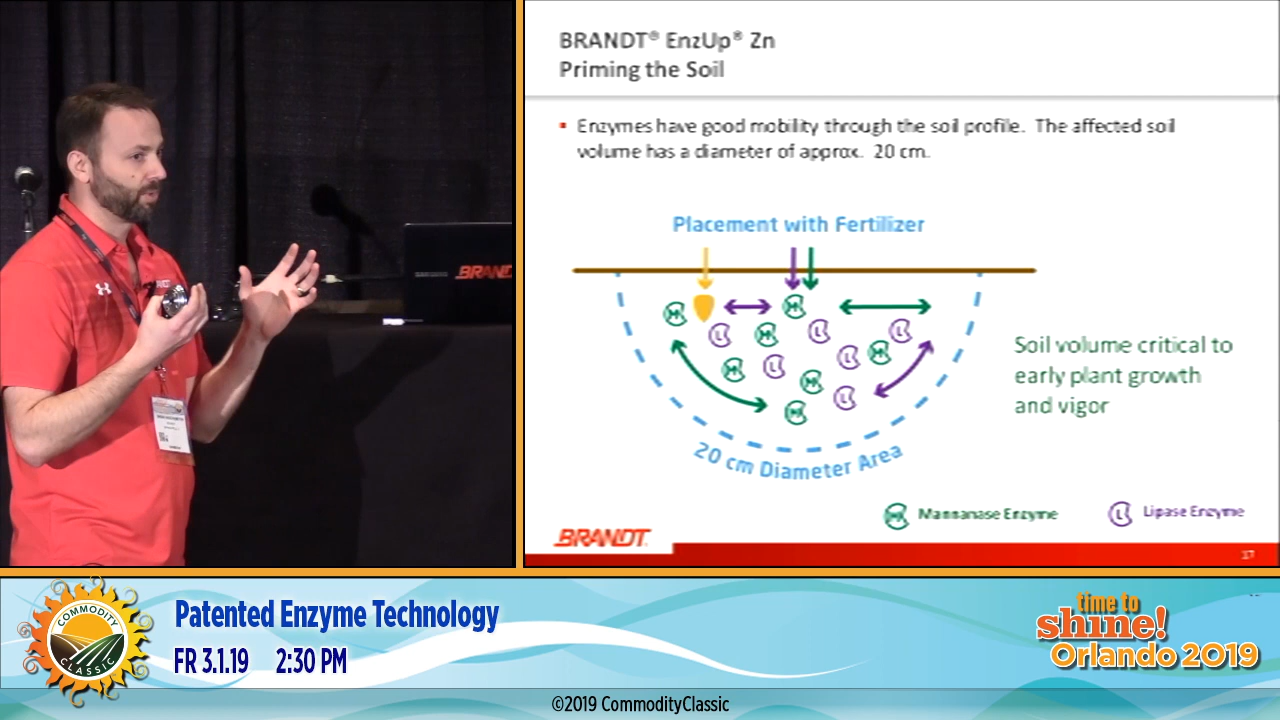 BRANDT® EnzUp® Zn
Priming the Soil
Enzymes have good mobility through the soil profile. The affected soil
volume has a diameter of approx. 20 cm.
Placement with Fertilizer
Soil volume critical to
early plant growth
and vigor
20 cm Diameter Area
Mannanase Enzyme
Lipase Enzyme
BRANDT
17
SAMSUNG
BRAND
COMMODITY
CLASSIC
Patented Enzyme Technology
FR 3.1.19 2:30 PM
time to
shine!
Orlando 2019
©2019 CommodityClassic